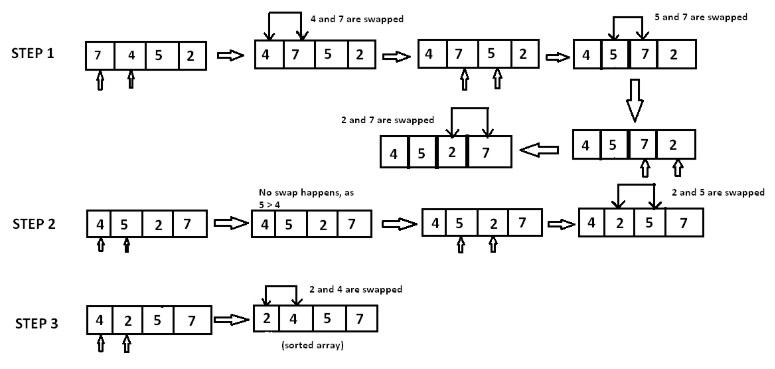 4 and 7 are swapped
5 and 7 are swapped
STEP 1
7 4 5 2
4 7 5 2
4 7 5 2
4 5 7 2
2 and 7 are swapped
4 5 2 7
4 5 7 2
No swap happens, as
5 > 4
2 and 5 are swapped
STEP 2
4 5 2 7
4 5 2 7
4 5 2 7
4 2 5 7
2 and 4 are swapped
STEP 3
4 2 5 7
2 4 5 7
(sorted array)